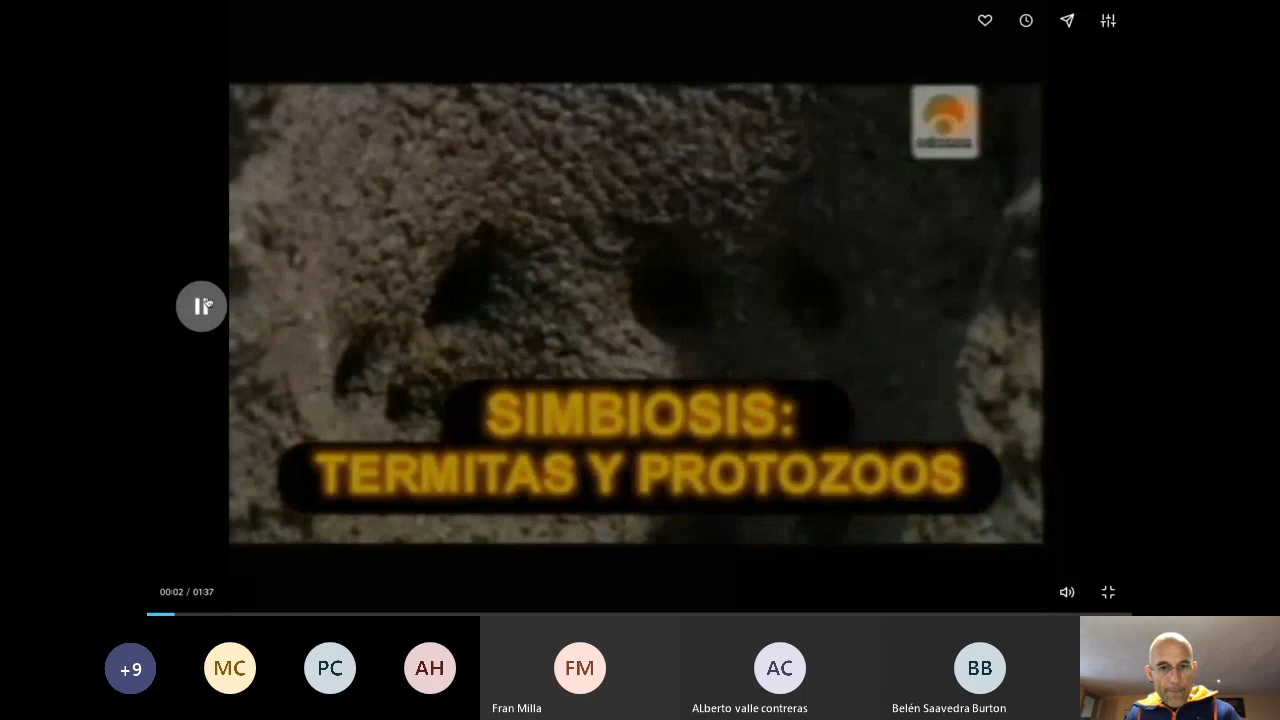 SIMBIOSIS:
TERMITAS Y PROTOZOOS
00:02 / 01:37
+9
MC
PC
AH
FM
AC
BB
Fran Milla
ALberto valle contreras
Belén Saavedra Burton